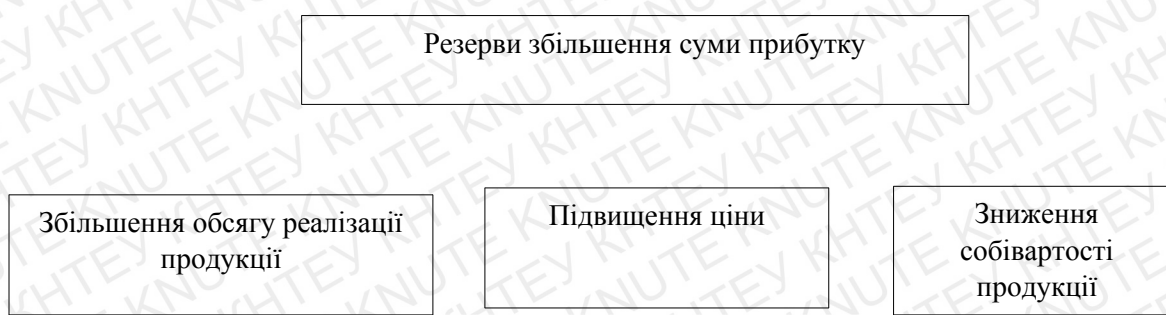 Резерви збільшення суми прибутку
Збільшення обсягу реалізації
продукції
Підвищення ціни
Зниження
собівартості
продукції